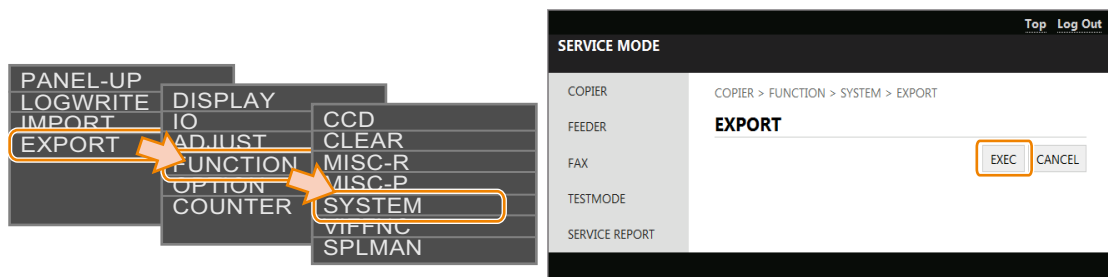 PANEL-UP
LOGWRITE
IMPORT
EXPORT
DISPLAY
IO
ADJUST
FUNCTION
OPTION
COUNTER
CCD
CLEAR
MISC-R
MISC-P
SYSTEM
VIFFNC
SPLMAN
Top Log Out
SERVICE MODE
COPIER
FEEDER
FAX
TESTMODE
SERVICE REPORT
COPIER > FUNCTION > SYSTEM > EXPORT
EXPORT
EXEC CANCEL